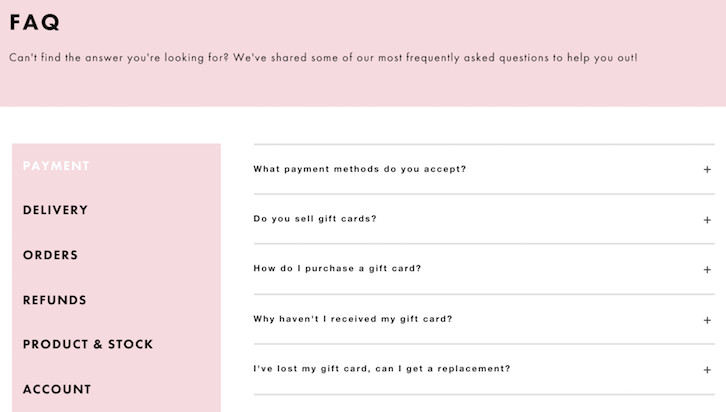 FAQ
Can't find the answer you're looking for? We've shared some of our most frequently asked questions to help you out!
PAYMENT
DELIVERY
ORDERS
REFUNDS
PRODUCT & STOCK
ACCOUNT
What payment methods do you accept? +
Do you sell gift cards? +
How do I purchase a gift card? +
Why haven't I received my gift card? +
I've lost my gift card, can I get a replacement? +